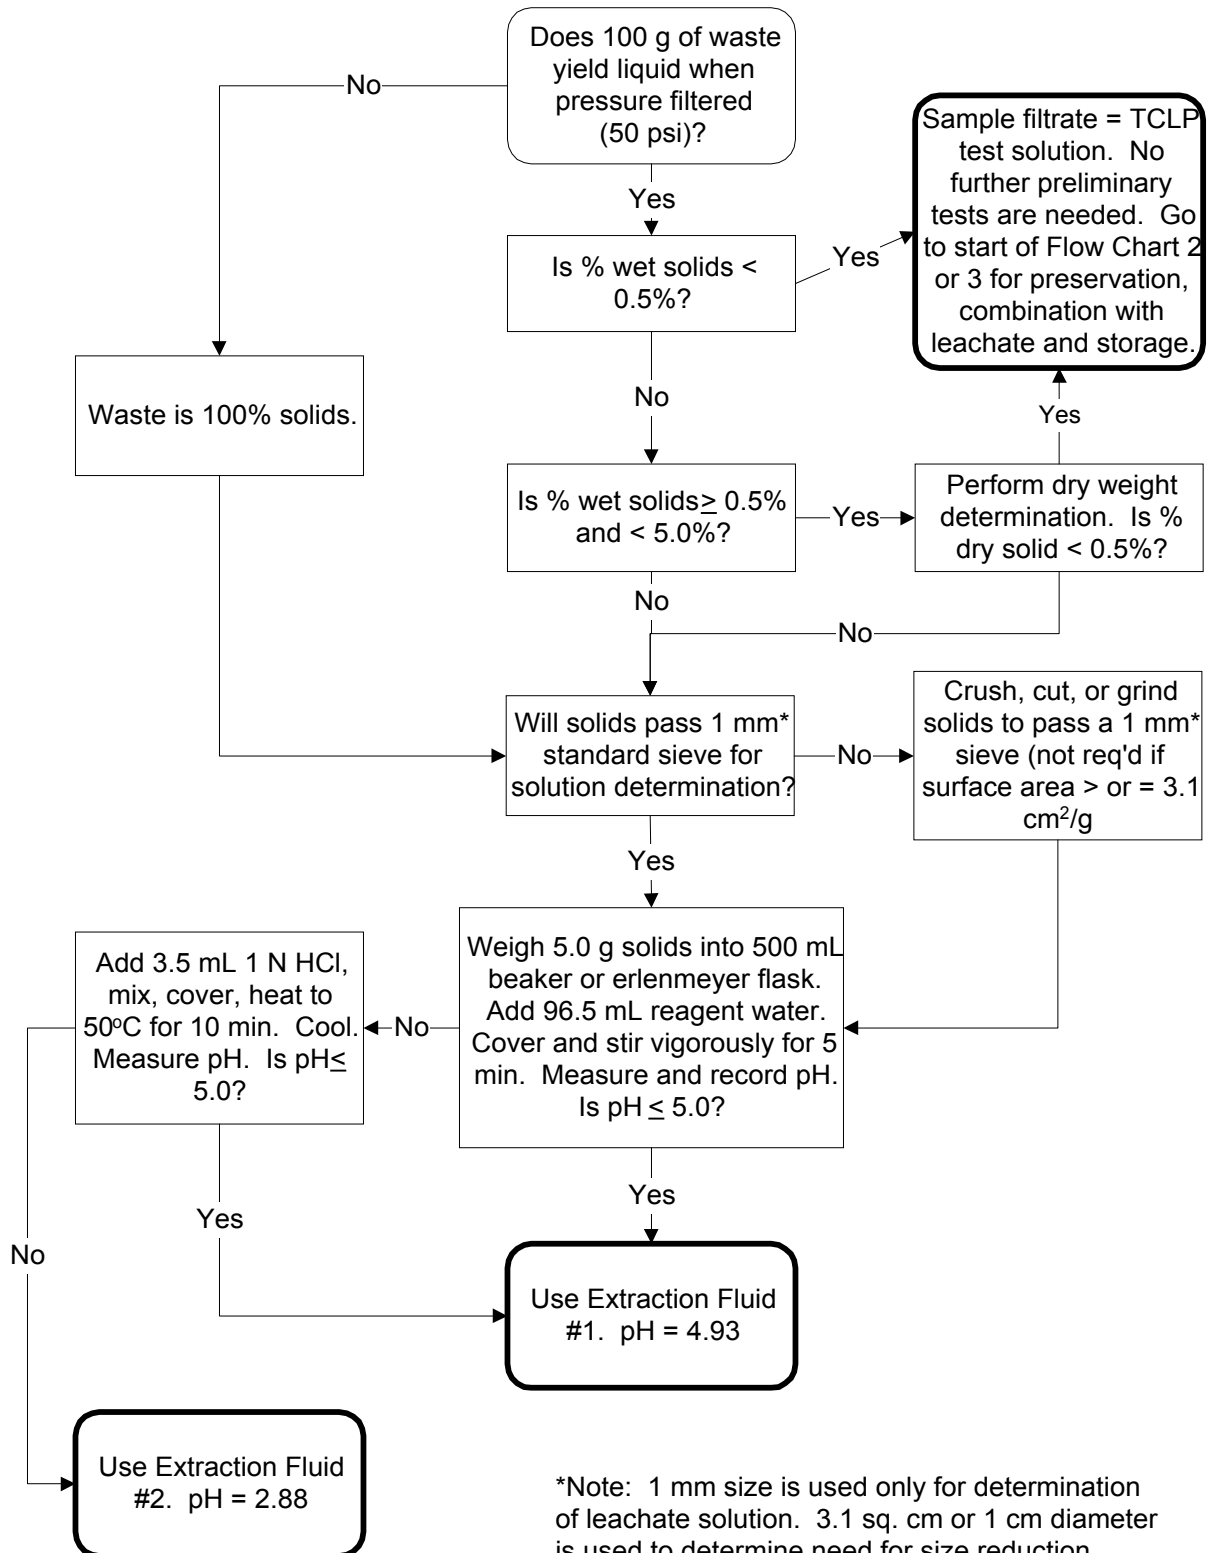 Does 100 g of waste
yield liquid when
pressure filtered
(50 psi)?
No
Yes
Sample filtrate = TCLP
test solution. No
further preliminary
tests are needed. Go
to start of Flow Chart 2
or 3 for preservation,
combination with
leachate and storage.
Is % wet solids <
0.5%?
Yes
No
Waste is 100% solids.
Yes
Is % wet solids ≥ 0.5%
and < 5.0%?
Yes
Perform dry weight
determination. Is %
dry solid < 0.5%?
No
No
Will solids pass 1 mm*
standard sieve for
solution determination?
No
Crush, cut, or grind
solids to pass a 1 mm*
sieve (not req'd if
surface area > or = 3.1
cm²/g
Yes
Weigh 5.0 g solids into 500 mL
beaker or erlenmeyer flask.
Add 96.5 mL reagent water.
Cover and stir vigorously for 5
min. Measure and record pH.
Is pH ≤ 5.0?
No
Add 3.5 mL 1 N HCl,
mix, cover, heat to
50ºC for 10 min. Cool.
Measure pH. Is pH ≤
5.0?
Yes
Yes
No
Use Extraction Fluid
#1. pH = 4.93
Use Extraction Fluid
#2. pH = 2.88
*Note: 1 mm size is used only for determination
of leachate solution. 3.1 sq. cm or 1 cm diameter
is used to determine need for size reduction